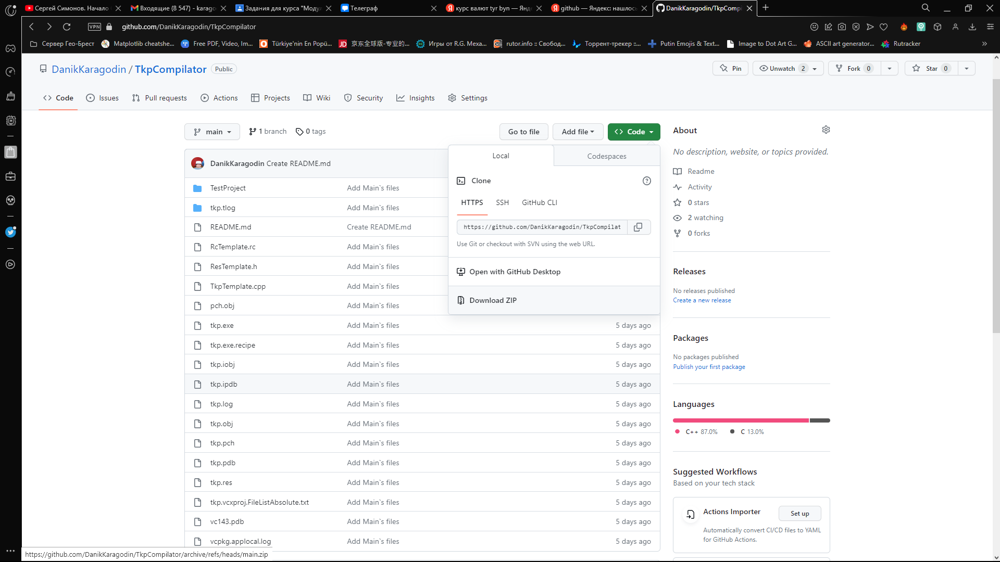 Сергей Симонов. Начало
Входящие (8 547) - karago
Задания для курса "Модул
Телеграф
курс валют tyr byn — Янд
github — Яндекс: нашлось
DanikKaragodin/TkpCompi
VPN
github.com/DanikKaragodin/TkpCompilator
Сервер Гео-Брест
Matplotlib cheatshe...
Free PDF, Video, Im...
Türkiye'nin En Popü...
JD 京东全球版-专业的...
Игры от R.G. Меха...
rutor.info :: Свобод...
Торрент-трекер ::...
Putin Emojis & Text...
Image to Dot Art G...
ASCII art generator...
Rutracker
DanikKaragodin / TkpCompilator Public
Pin
Unwatch 2
Fork 0
Star 0
Code
Issues
Pull requests
Actions
Projects
Wiki
Security
Insights
Settings
main
1 branch
0 tags
Go to file
Add file
Code
DanikKaragodin Create README.md
TestProject Add Main`s files
tkp.tlog Add Main`s files
README.md Create README.md
RcTemplate.rc Add Main`s files
ResTemplate.h Add Main`s files
TkpTemplate.cpp Add Main`s files
pch.obj Add Main`s files
tkp.exe Add Main`s files 5 days ago
tkp.exe.recipe Add Main`s files 5 days ago
tkp.iobj Add Main`s files 5 days ago
tkp.ipdb Add Main`s files 5 days ago
tkp.log Add Main`s files 5 days ago
tkp.obj Add Main`s files 5 days ago
tkp.pch Add Main`s files 5 days ago
tkp.pdb Add Main`s files 5 days ago
tkp.res Add Main`s files 5 days ago
tkp.vcxproj.FileListAbsolute.txt Add Main`s files 5 days ago
vc143.pdb Add Main`s files 5 days ago
vcpkg.applocal.log Add Main`s files 5 days ago
Local
Codespaces
Clone
HTTPS
SSH
GitHub CLI
https://github.com/DanikKaragodin/TkpCompilat
Use Git or checkout with SVN using the web URL.
Open with GitHub Desktop
Download ZIP
About
No description, website, or topics provided.
Readme
Activity
0 stars
2 watching
0 forks
Releases
No releases published
Create a new release
Packages
No packages published
Publish your first package
Languages
C++ 87.0%
C 13.0%
Suggested Workflows
Based on your tech stack
Actions Importer
Set up
Automatically convert CI/CD files to YAML
for GitHub Actions.
https://github.com/DanikKaragodin/TkpCompilator/archive/refs/heads/main.zip